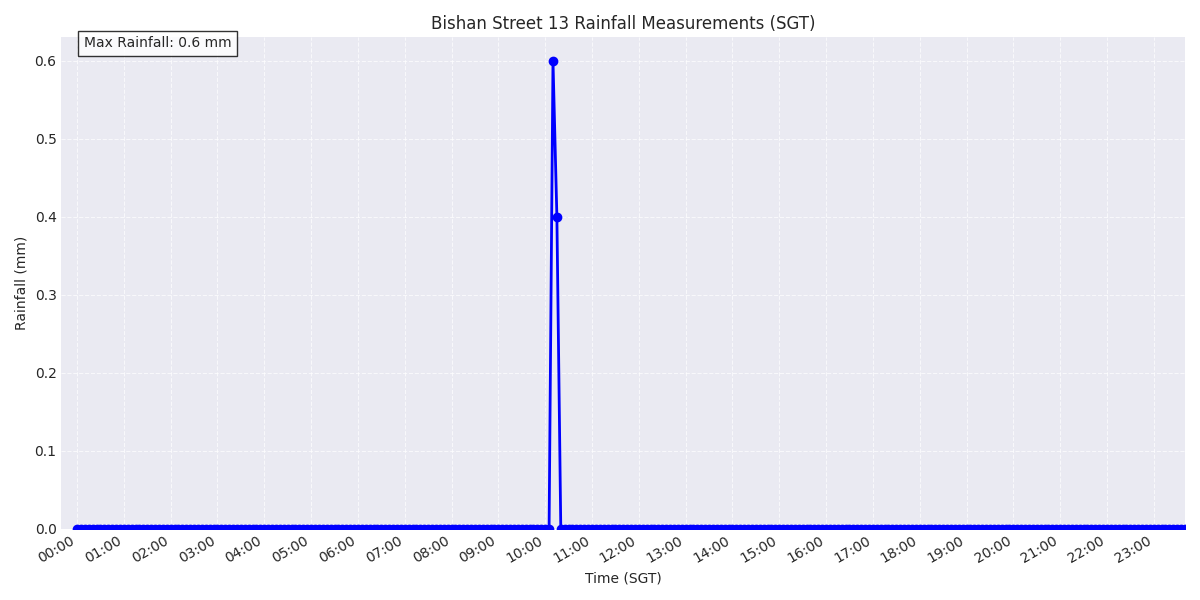 Bishan Street 13 Rainfall Measurements (SGT)
Max Rainfall: 0.6 mm
0.6
0.5
0.4
0.3
0.2
0.1
0.0
Rainfall (mm)
00:00 01:00 02:00 03:00 04:00 05:00 06:00 07:00 08:00 09:00 10:00 11:00 12:00 13:00 14:00 15:00 16:00 17:00 18:00 19:00 20:00 21:00 22:00 23:00
Time (SGT)